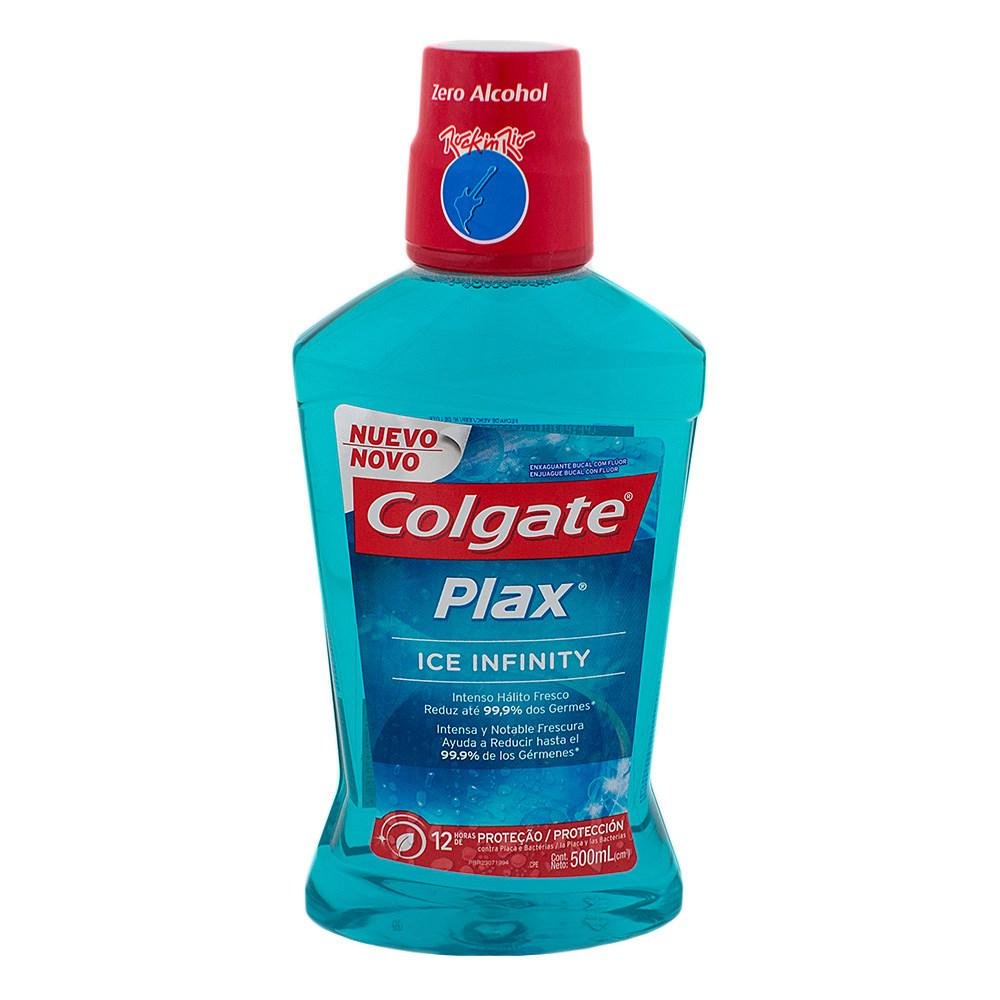 Zero Alcohol
Rock in Rio
NUEVO
NOVO
ENXAGUANTE BUCAL COM FLÚOR
ENJUAGUE BUCAL CON FLÚOR
Colgate®
Plax®
ICE INFINITY
Intenso Hálito Fresco
Reduz até 99,9% dos Germes*
Intensa y Notable Frescura
Ayuda a Reducir hasta el
99.9% de los Gérmenes*
12 HORAS DE PROTEÇÃO / PROTECCIÓN
contra Placa e Bactérias / la Placa y las Bacterias
Cont. Neto: 500mL (cm³)
CPE